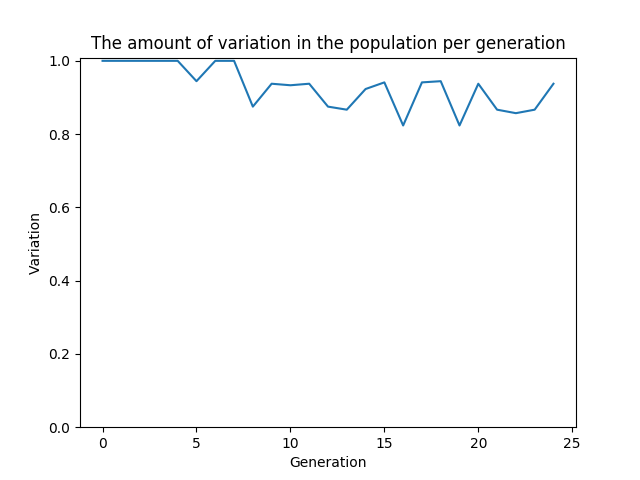 The amount of variation in the population per generation
1.0
0.8
0.6
0.4
0.2
0.0
Variation
0 5 10 15 20 25
Generation